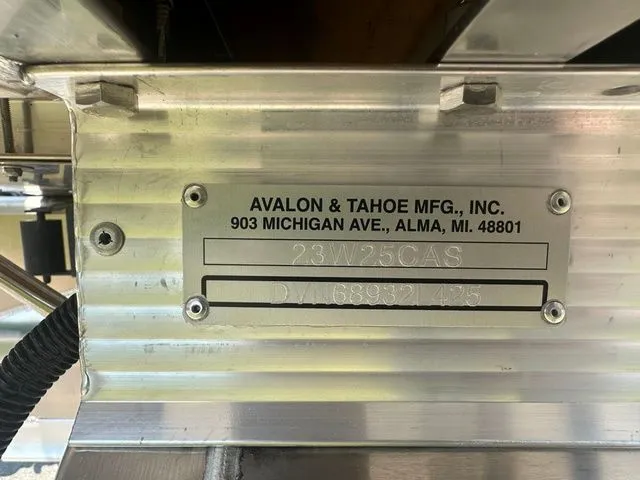 AVALON & TAHOE MFG., INC.
903 MICHIGAN AVE., ALMA, MI. 48801
23W25CAS